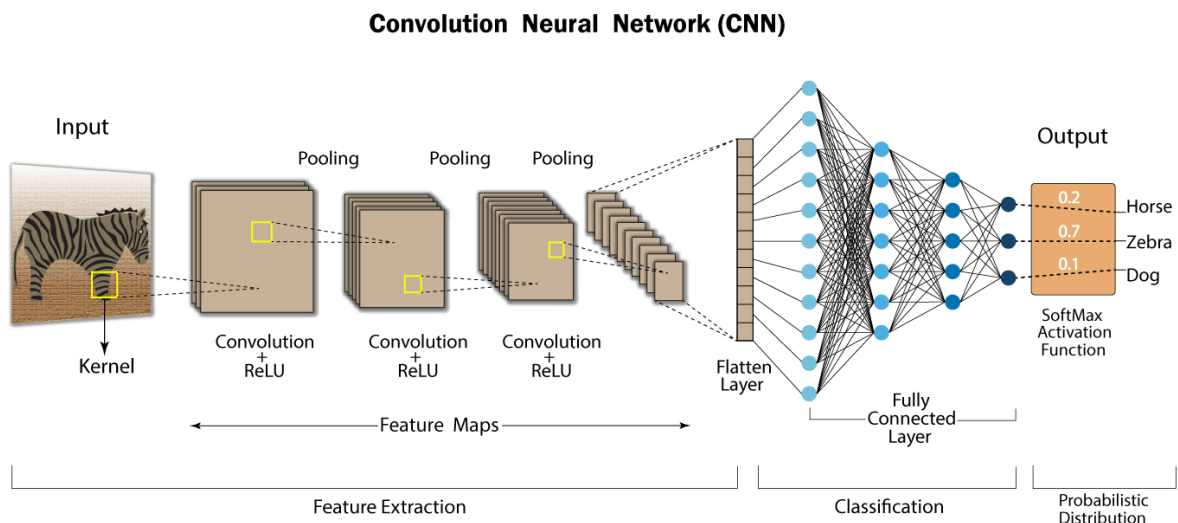 Convolution Neural Network (CNN)
Input
Output
Pooling
Pooling
Pooling
0.2
Horse
0.7
Zebra
0.1
Dog
SoftMax
Activation
Function
Kernel
Convolution
+
ReLU
Convolution
+
ReLU
Convolution
+
ReLU
Flatten
Layer
Fully
Connected
Layer
Feature Maps
Feature Extraction
Classification
Probabilistic
Distribution